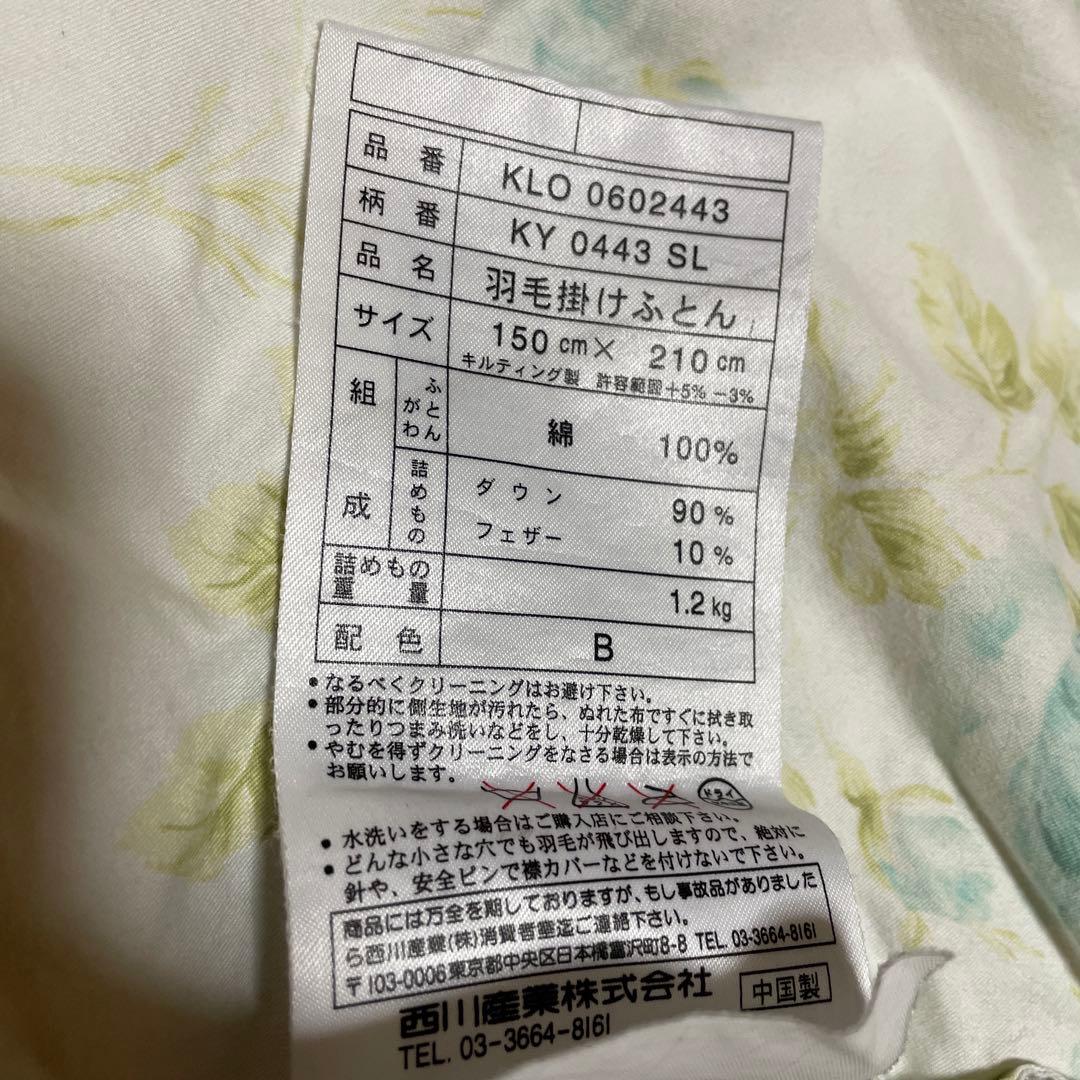 品番 KLO 0602443
柄番 KY 0443 SL
品名 羽毛掛けふとん
サイズ 150cm× 210cm
キルティング製 許容範囲+5% −3%
組成 ふとんがわ 綿 100%
詰めもの ダウン 90%
フェザー 10%
詰めもの重量 1.2kg
配色 B
•なるべくクリーニングはお避け下さい。
•部分的に側生地が汚れたら、ぬれた布ですぐに拭き取
ったりつまみ洗いなどをし、十分乾燥して下さい。
•やむを得ずクリーニングをなさる場合は表示の方法で
お願いします。
ドライ
•水洗いをする場合はご購入店にご相談下さい。
•どんな小さな穴でも羽毛が飛び出しますので、絶対に
針や、安全ピンで襟カバーなどを付けないで下さい。
商品には万全を期しておりますが、もし事故品がありました
ら西川産業(株)消費者室迄ご連絡下さい。
〒103-0006東京都中央区日本橋富沢町8-8 TEL. 03-3664-8161
西川産業株式会社 中国製
TEL. 03-3664-8161